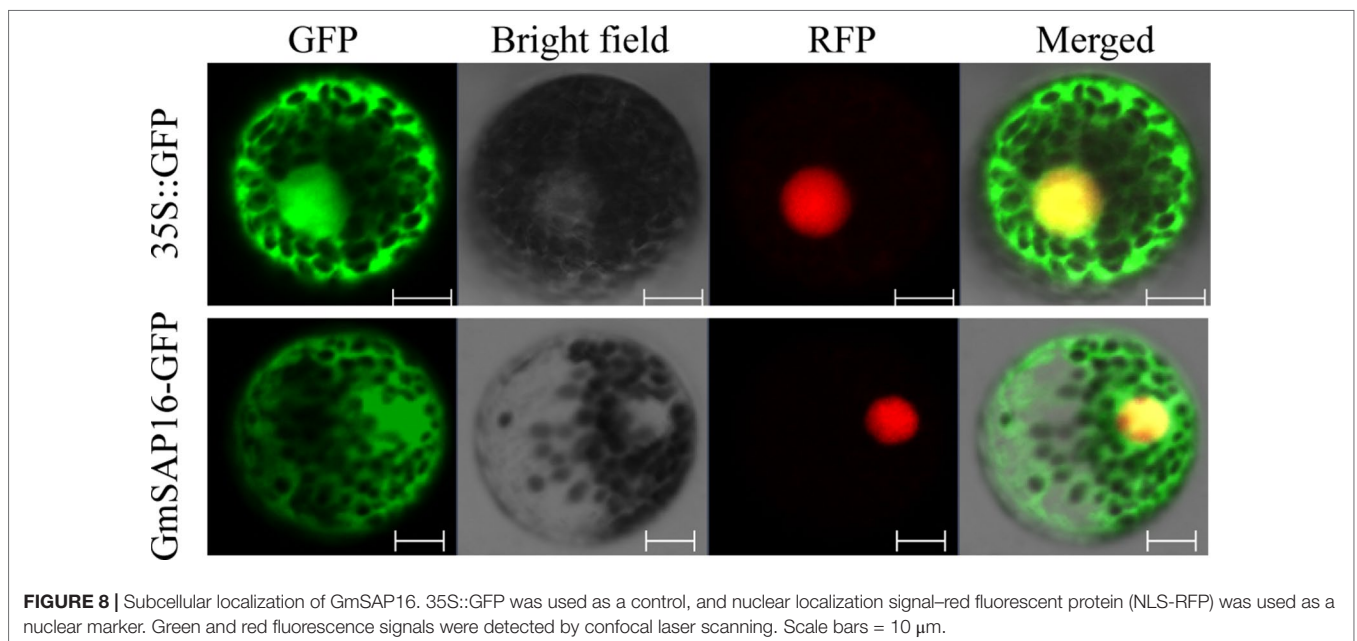 GFP Bright field RFP Merged
35S::GFP
GmSAP16-GFP
FIGURE 8 | Subcellular localization of GmSAP16. 35S::GFP was used as a control, and nuclear localization signal–red fluorescent protein (NLS-RFP) was used as a
nuclear marker. Green and red fluorescence signals were detected by confocal laser scanning. Scale bars = 10 μm.